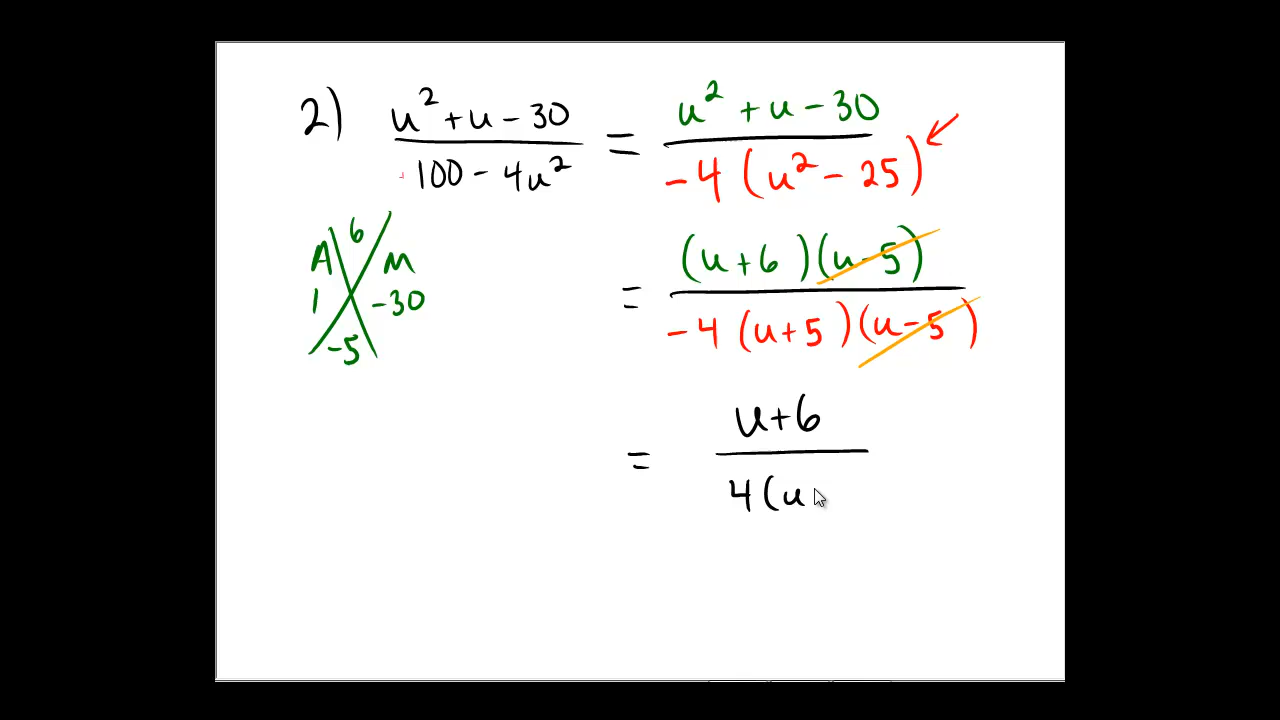 2) u² + u - 30 / 100 - 4u² = u² + u - 30 / -4(u² - 25)
A 6 M
1 -30
-5
= (u + 6)(u - 5) / -4(u + 5)(u - 5)
= u + 6 / 4(u